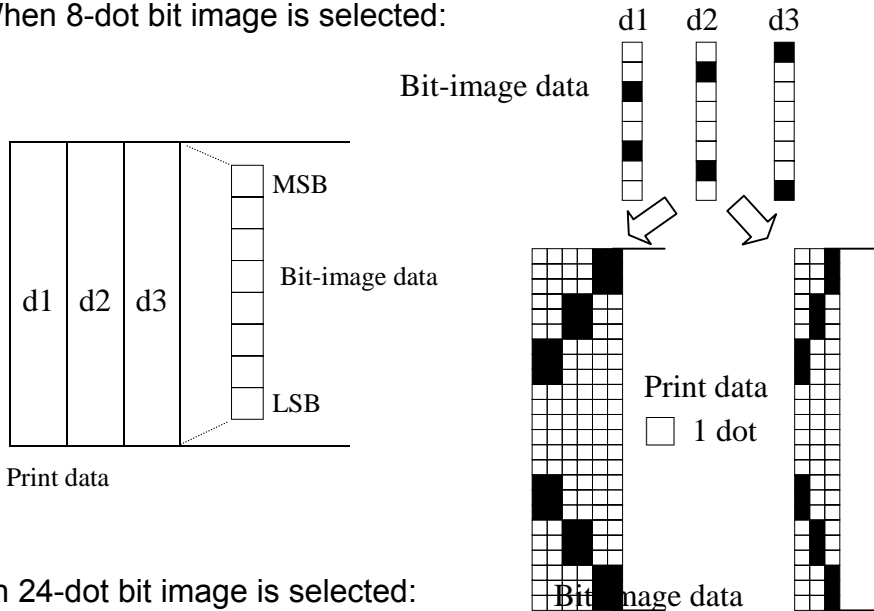 When 8-dot bit image is selected:
d1 d2 d3
Bit-image data
MSB
Bit-image data
d1 d2 d3
LSB
Print data
Print data
1 dot
24-dot bit image is selected:
Bit-image data